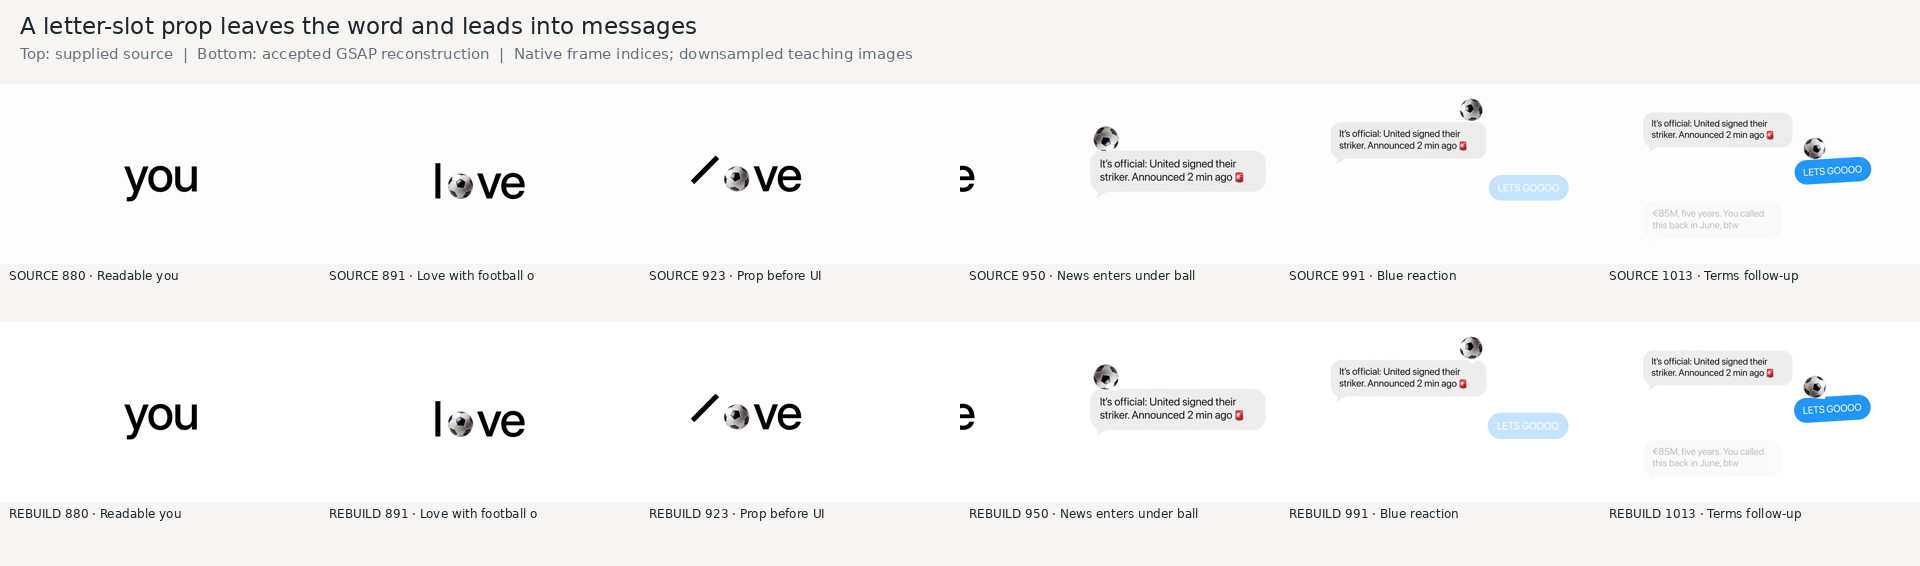 A letter-slot prop leaves the word and leads into messages
Top: supplied source | Bottom: accepted GSAP reconstruction | Native frame indices; downsampled teaching images
you
l ve
ve
e
It's official: United signed their
striker. Announced 2 min ago 🚨
It's official: United signed their
striker. Announced 2 min ago 🚨
LETS GOOOO
It's official: United signed their
striker. Announced 2 min ago 🚨
LETS GOOOO
€85M, five years. You called
this back in June, btw
SOURCE 880 · Readable you
SOURCE 891 · Love with football o
SOURCE 923 · Prop before UI
SOURCE 950 · News enters under ball
SOURCE 991 · Blue reaction
SOURCE 1013 · Terms follow-up
you
l ve
ve
e
It's official: United signed their
striker. Announced 2 min ago 🚨
It's official: United signed their
striker. Announced 2 min ago 🚨
LETS GOOOO
It's official: United signed their
striker. Announced 2 min ago 🚨
LETS GOOOO
€85M, five years. You called
this back in June, btw
REBUILD 880 · Readable you
REBUILD 891 · Love with football o
REBUILD 923 · Prop before UI
REBUILD 950 · News enters under ball
REBUILD 991 · Blue reaction
REBUILD 1013 · Terms follow-up